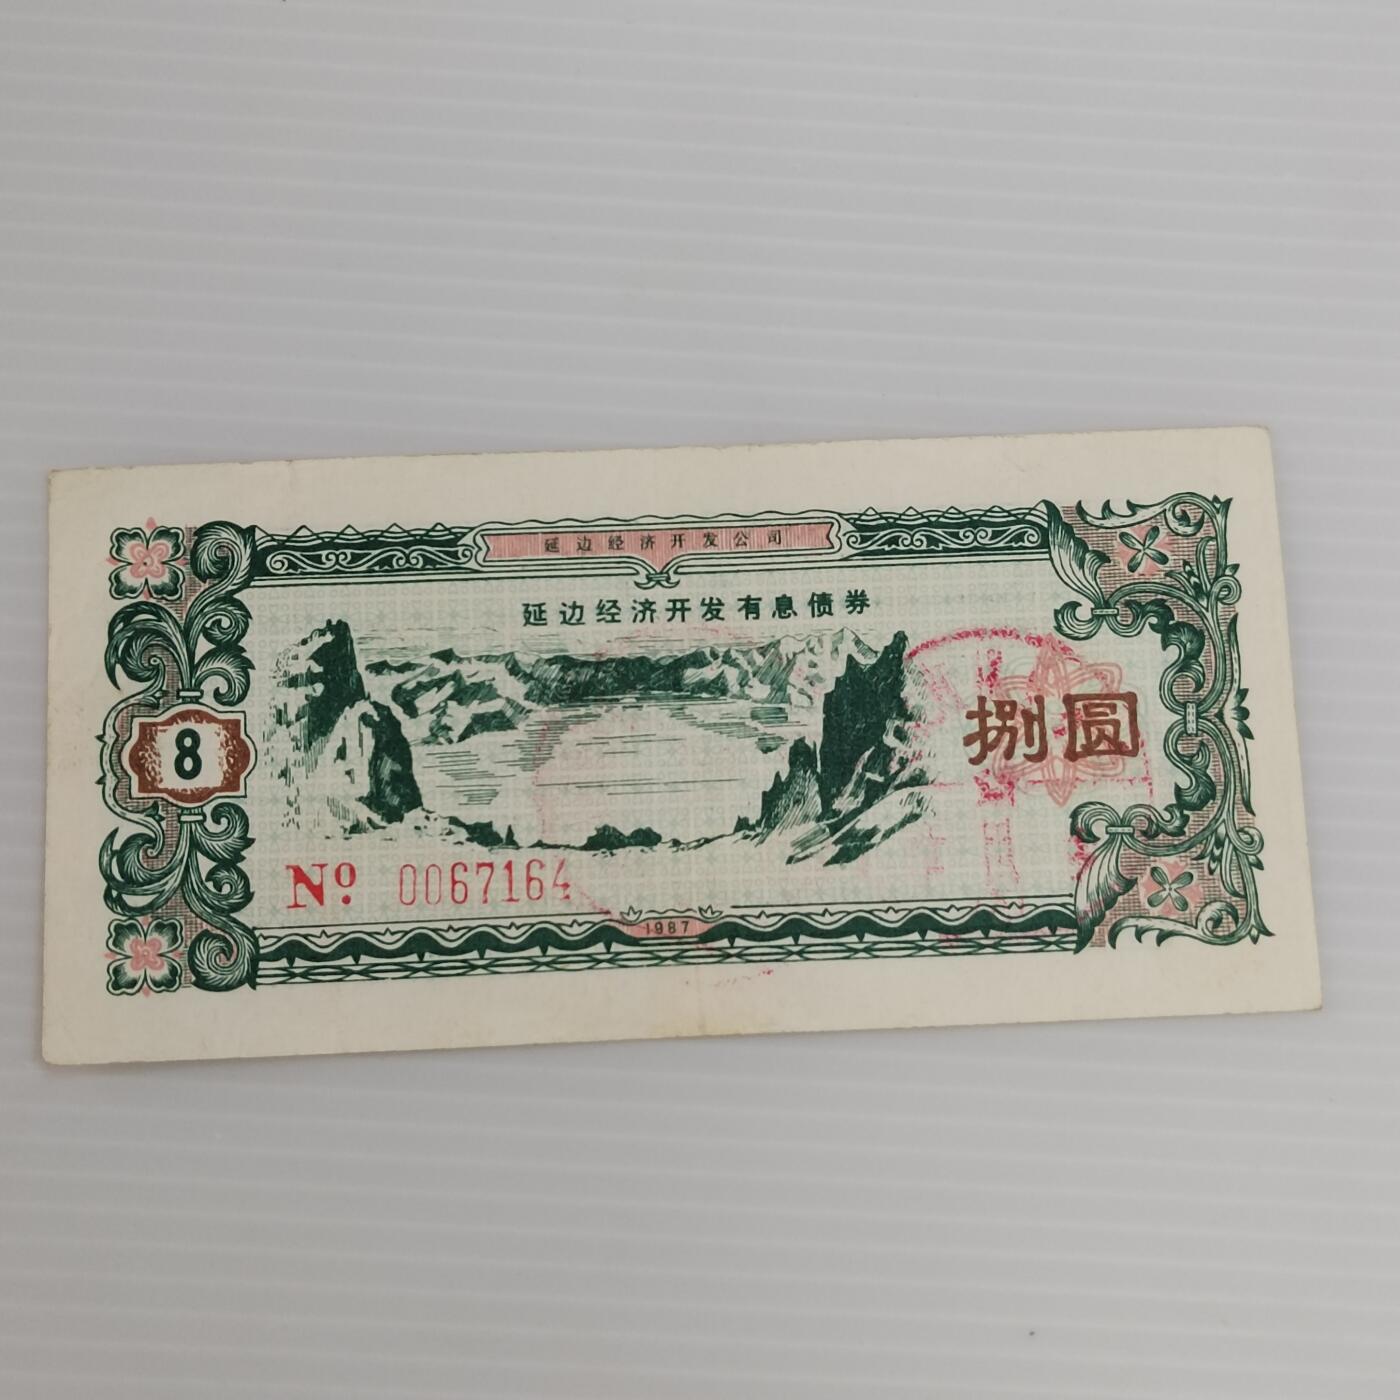 延边经济开发公司
延边经济开发有息债券
8
捌圆
Nº 0067164
1987